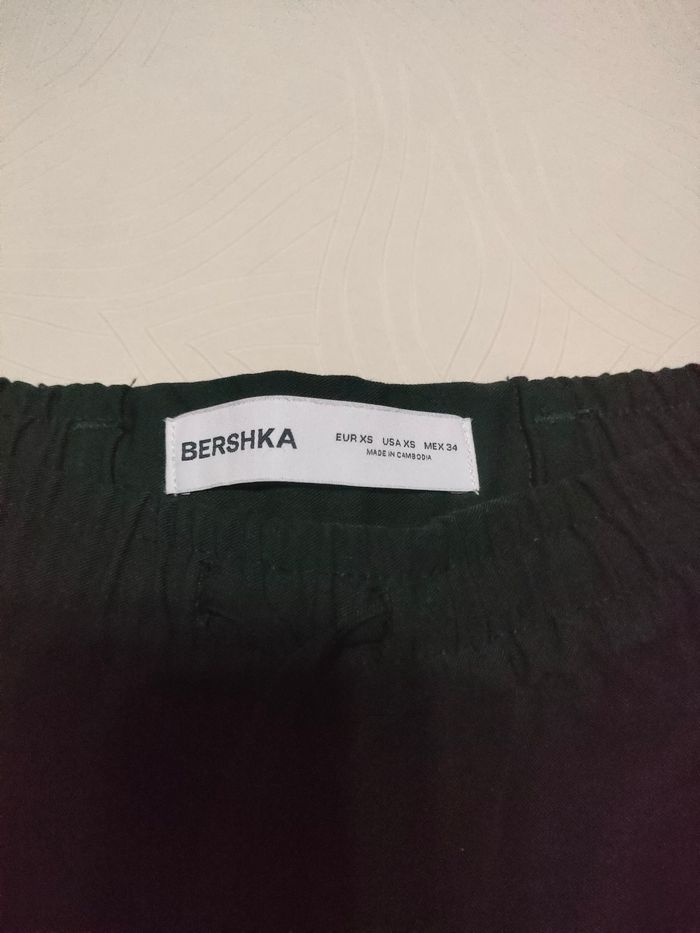 BERSHKA
EUR XS USA XS MEX 34
MADE IN CAMBODIA